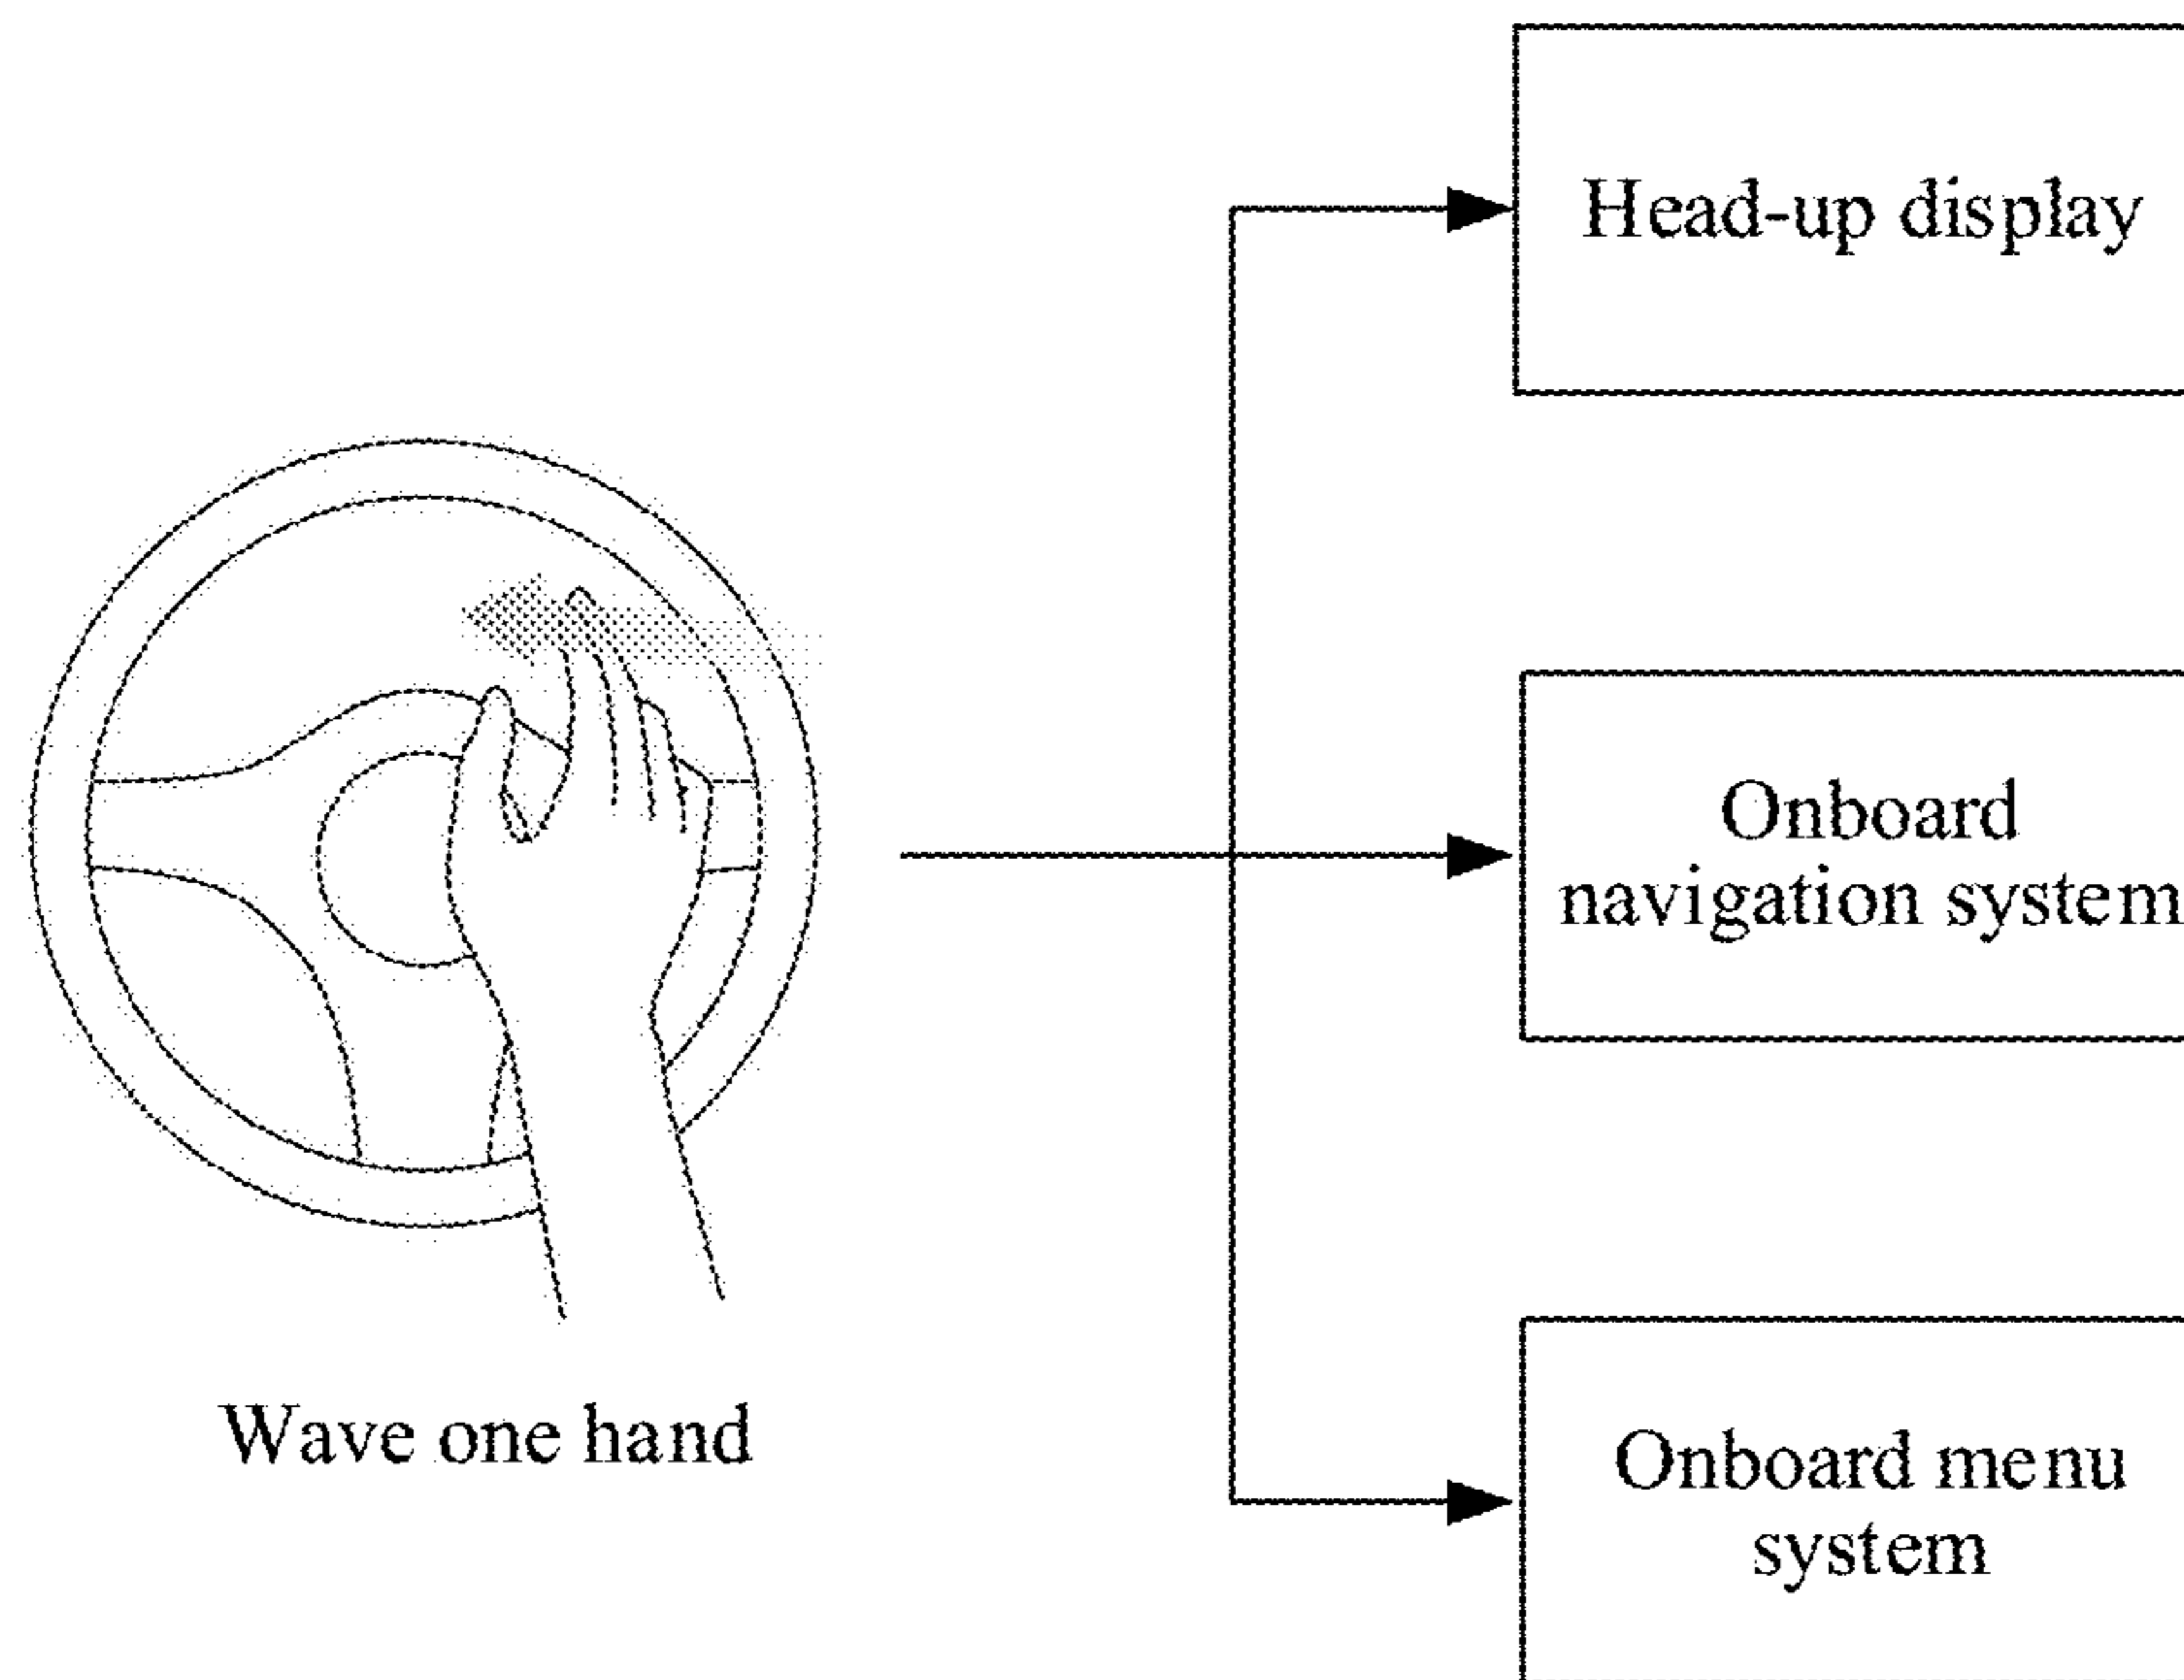 Head-up display
Onboard
navigation system
Wave one hand
Onboard menu
system